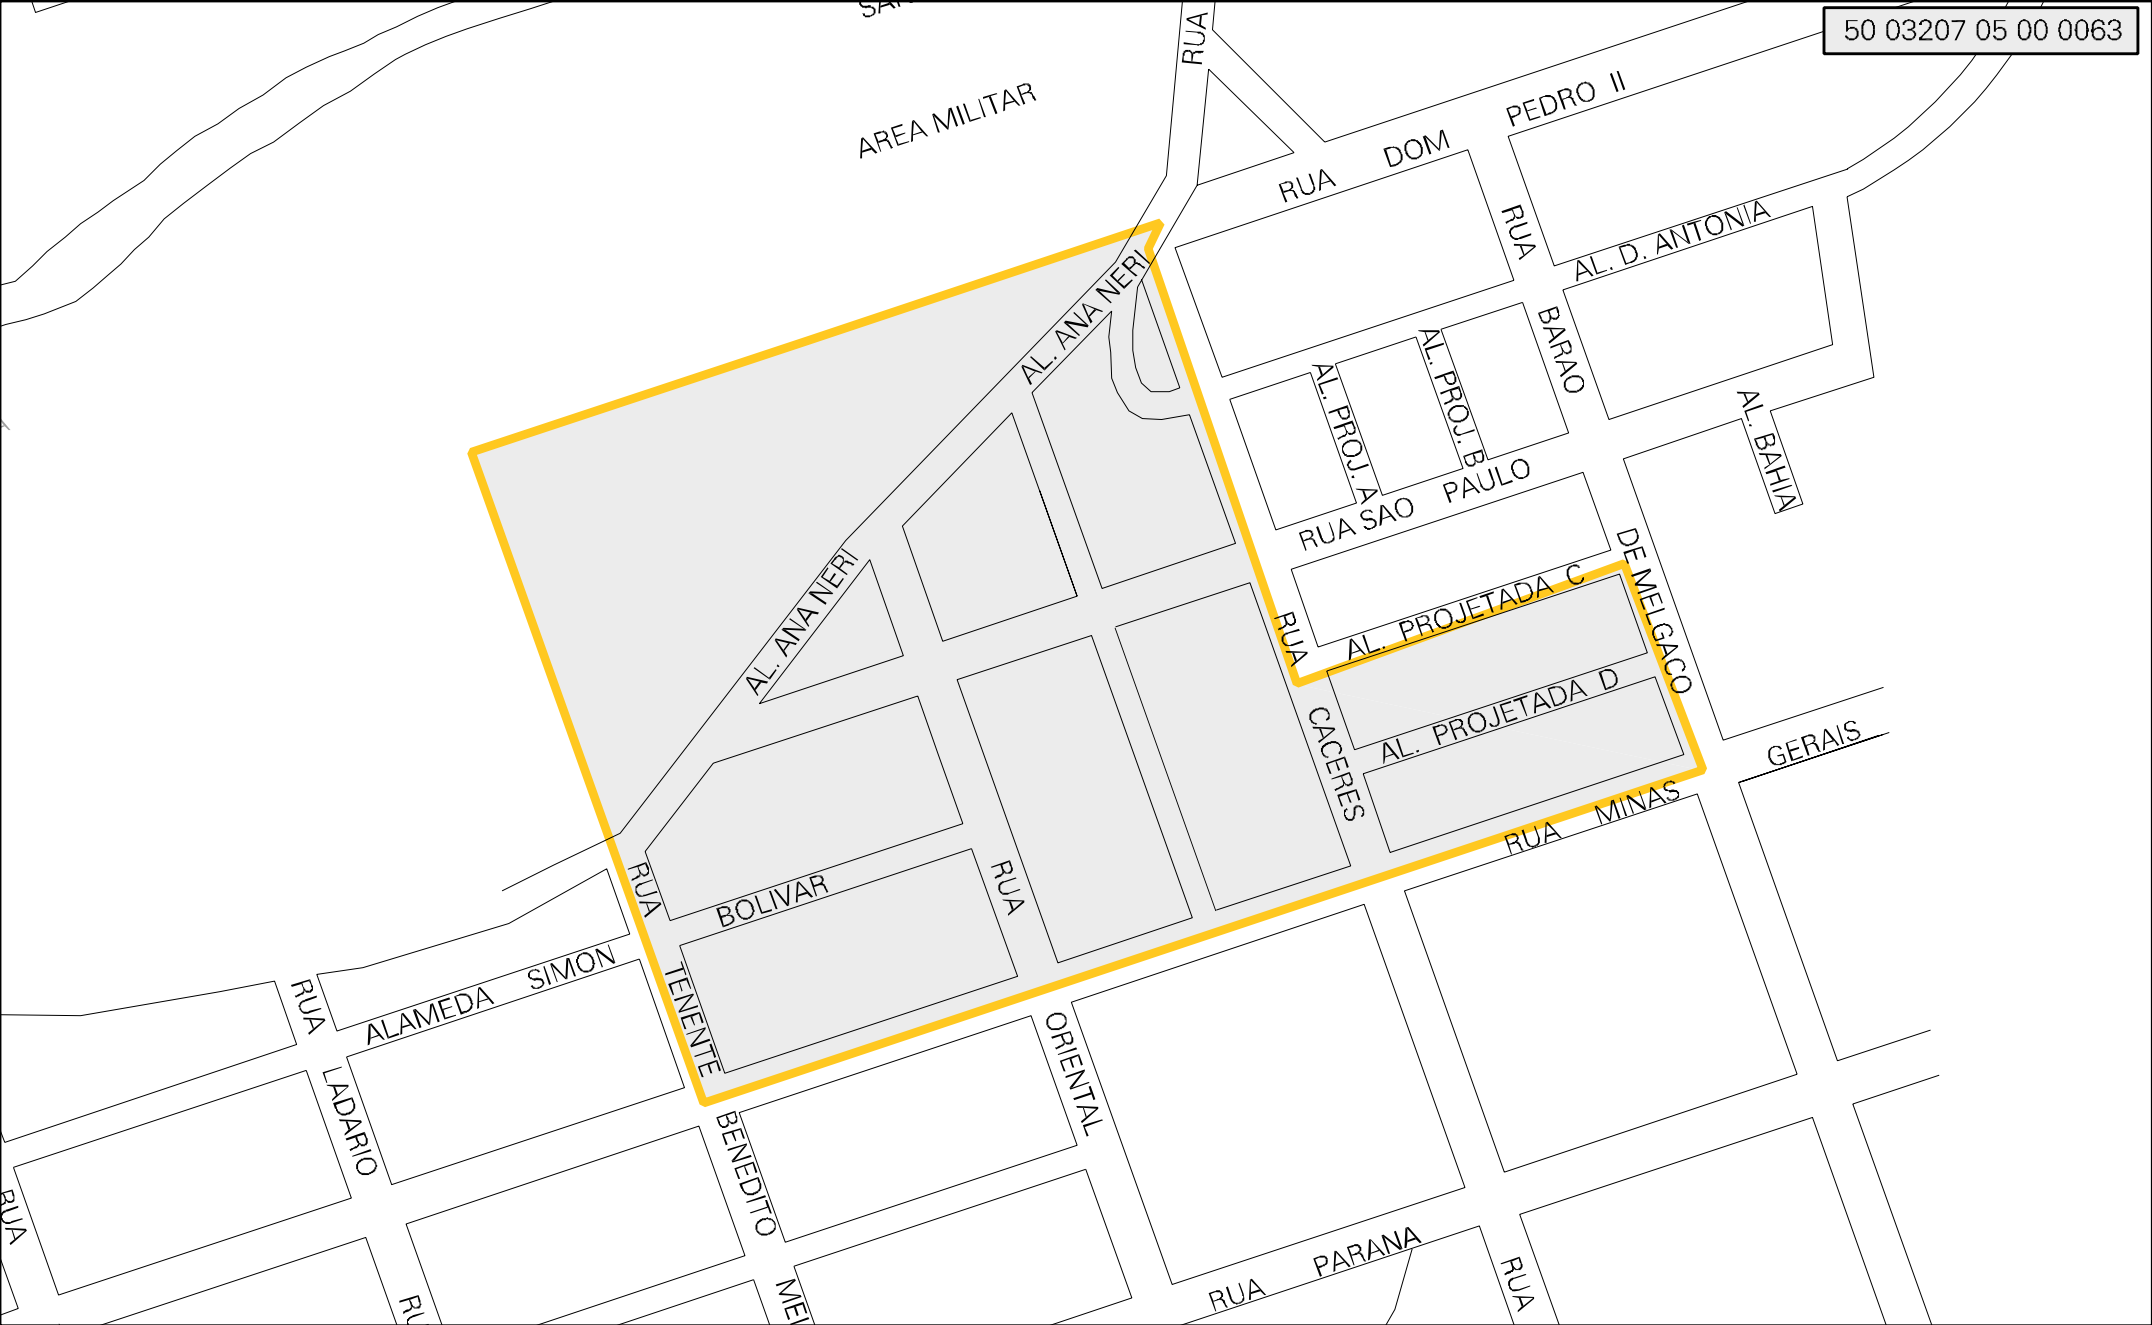 50 03207 05 00 0063
RUA
AREA MILITAR
RUA DOM PEDRO II
RUA BARAO DE MELGACO
AL. D. ANTONIA
AL. ANA NERI
AL. PROJ. A
AL. PROJ. B
AL. BAHIA
RUA SAO PAULO
AL. PROJETADA C
RUA CACERES
AL. ANA NERI
AL. PROJETADA D
RUA MINAS GERAIS
RUA TENENTE BENEDITO
ALAMEDA SIMON BOLIVAR
RUA ORIENTAL
RUA LADARIO
RUA
RUA PARANA
RUA